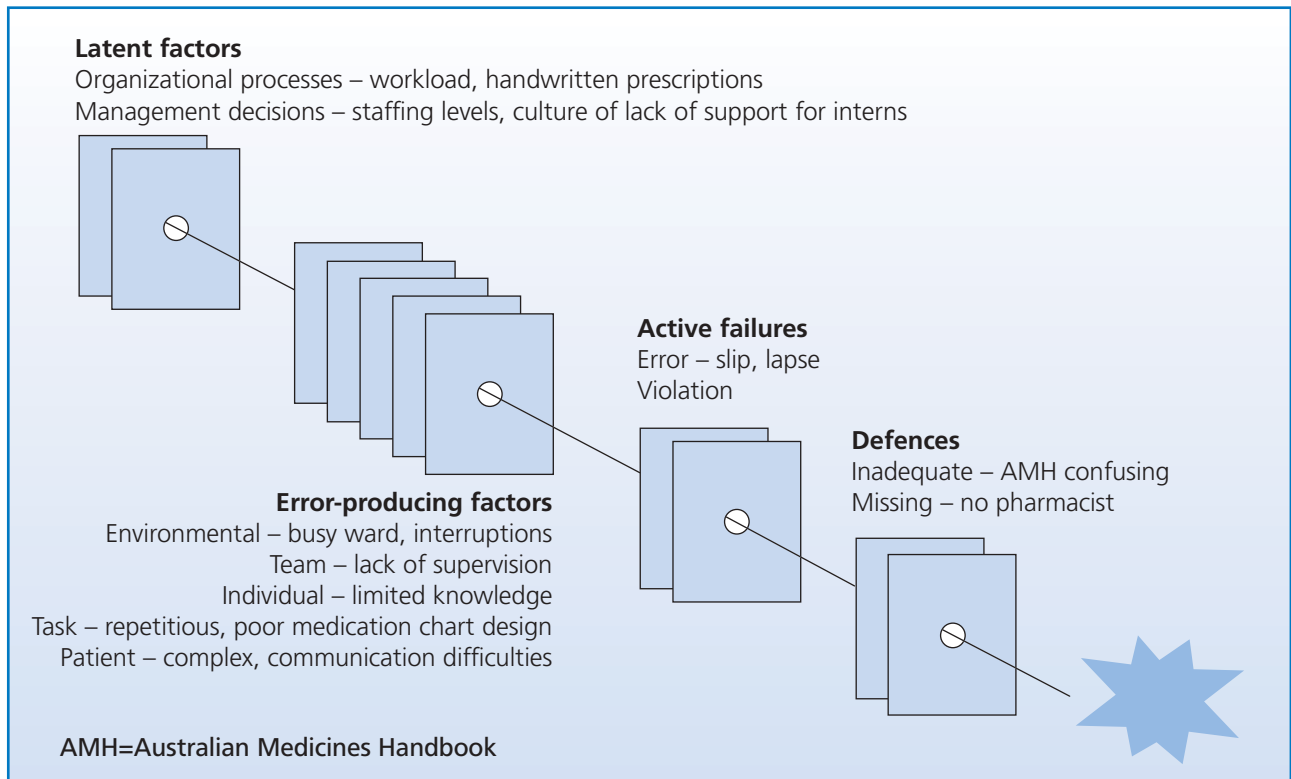 Latent factors
Organizational processes – workload, handwritten prescriptions
Management decisions – staffing levels, culture of lack of support for interns
Active failures
Error – slip, lapse
Violation
Defences
Inadequate – AMH confusing
Missing – no pharmacist
Error-producing factors
Environmental – busy ward, interruptions
Team – lack of supervision
Individual – limited knowledge
Task – repetitious, poor medication chart design
Patient – complex, communication difficulties
AMH=Australian Medicines Handbook